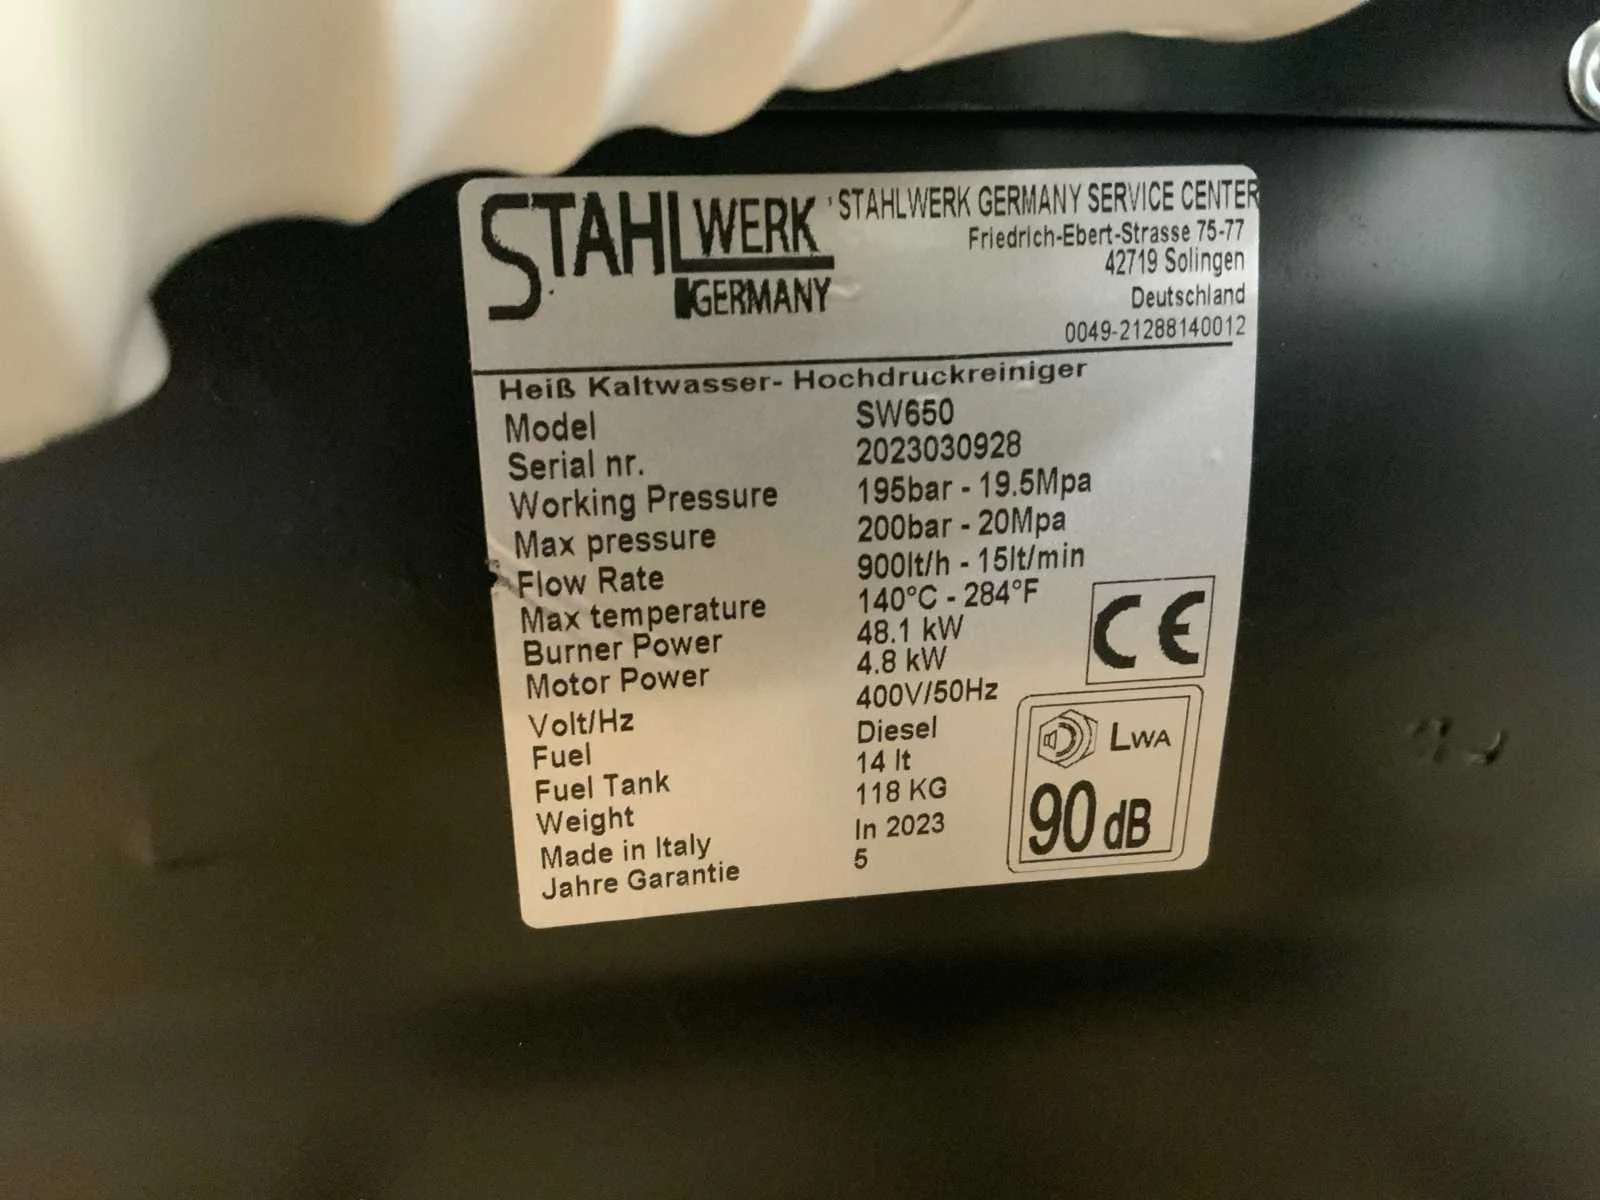 STAHLWERK
GERMANY
STAHLWERK GERMANY SERVICE CENTER
Friedrich-Ebert-Strasse 75-77
42719 Solingen
Deutschland
0049-21288140012
Heiß Kaltwasser- Hochdruckreiniger
Model SW650
Serial nr. 2023030928
Working Pressure 195bar - 19.5Mpa
Max pressure 200bar - 20Mpa
Flow Rate 900lt/h - 15lt/min
Max temperature 140°C - 284°F
Burner Power 48.1 kW
Motor Power 4.8 kW
Volt/Hz 400V/50Hz
Fuel Diesel
Fuel Tank 14 lt
Weight 118 KG
Made in Italy In 2023
Jahre Garantie 5
CE
LWA
90 dB